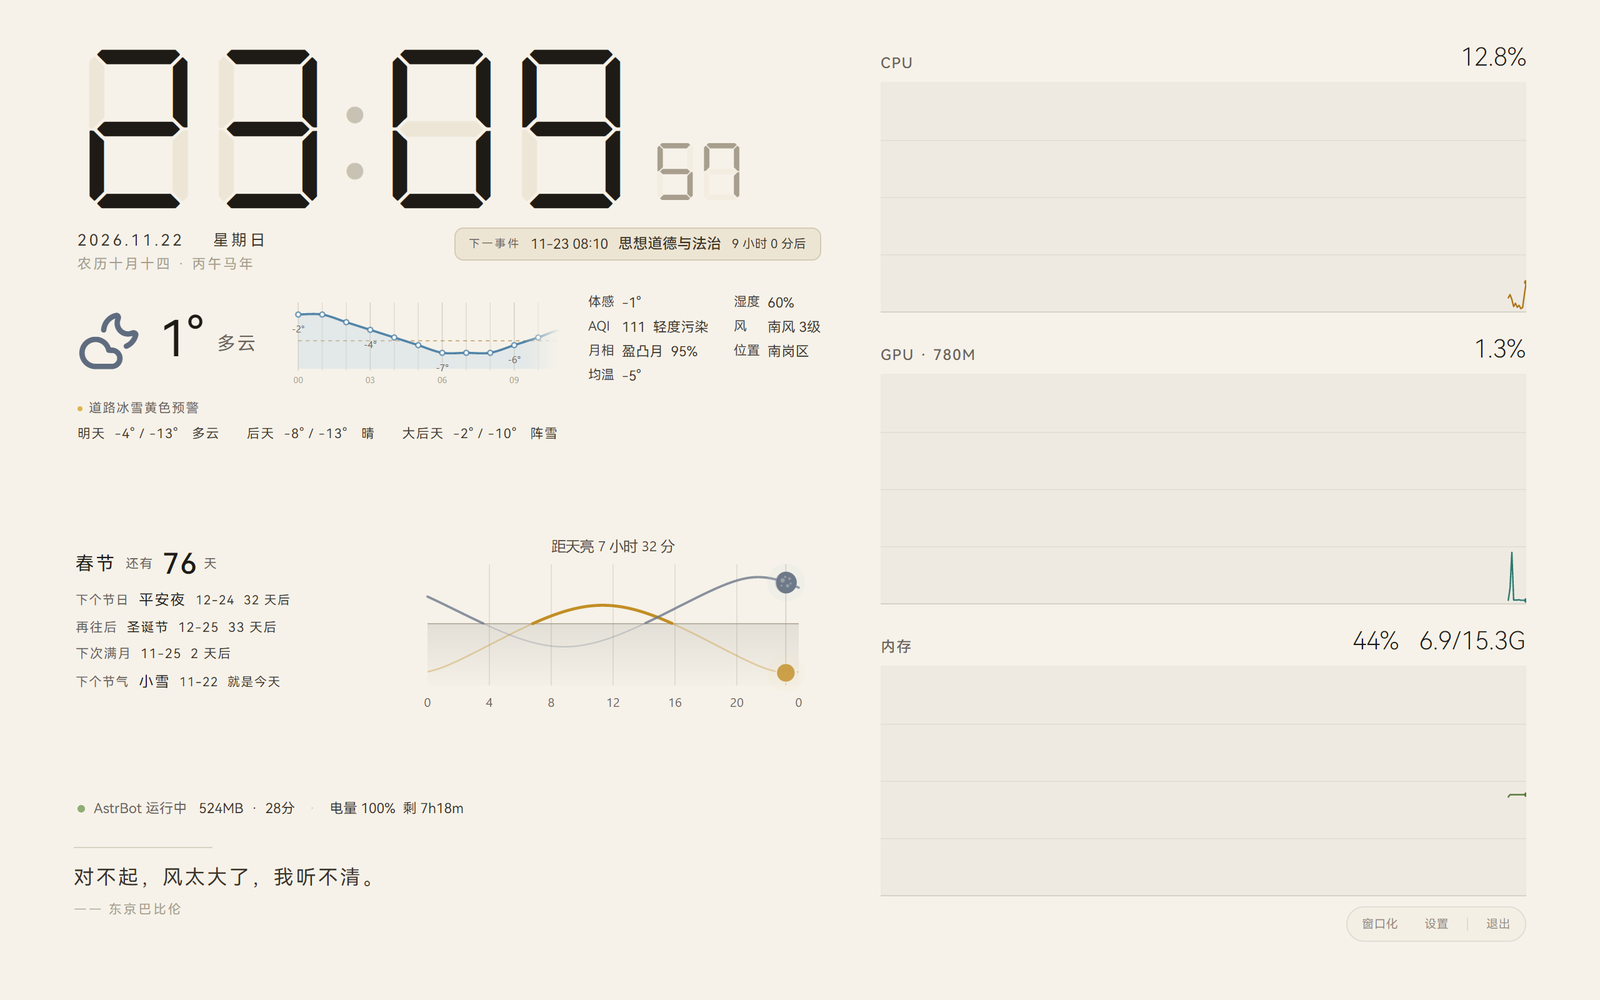 23:09 57
2026.11.22 星期日
农历十月十四 · 丙午马年
下一事件 11-23 08:10 思想道德与法治 9 小时 0 分后
1° 多云
-2°
-4°
-7°
-6°
00 03 06 09
体感 -1° 湿度 60%
AQI 111 轻度污染 风 南风 3级
月相 盈凸月 95% 位置 南岗区
均温 -5°
道路冰雪黄色预警
明天 -4° / -13° 多云 后天 -8° / -13° 晴 大后天 -2° / -10° 阵雪
春节 还有 76 天
下个节日 平安夜 12-24 32 天后
再往后 圣诞节 12-25 33 天后
下次满月 11-25 2 天后
下个节气 小雪 11-22 就是今天
距天亮 7 小时 32 分
0 4 8 12 16 20 0
AstrBot 运行中 524MB · 28分 · 电量 100% 剩 7h18m
对不起，风太大了，我听不清。
—— 东京巴比伦
CPU 12.8%
GPU · 780M 1.3%
内存 44% 6.9/15.3G
窗口化 设置 | 退出